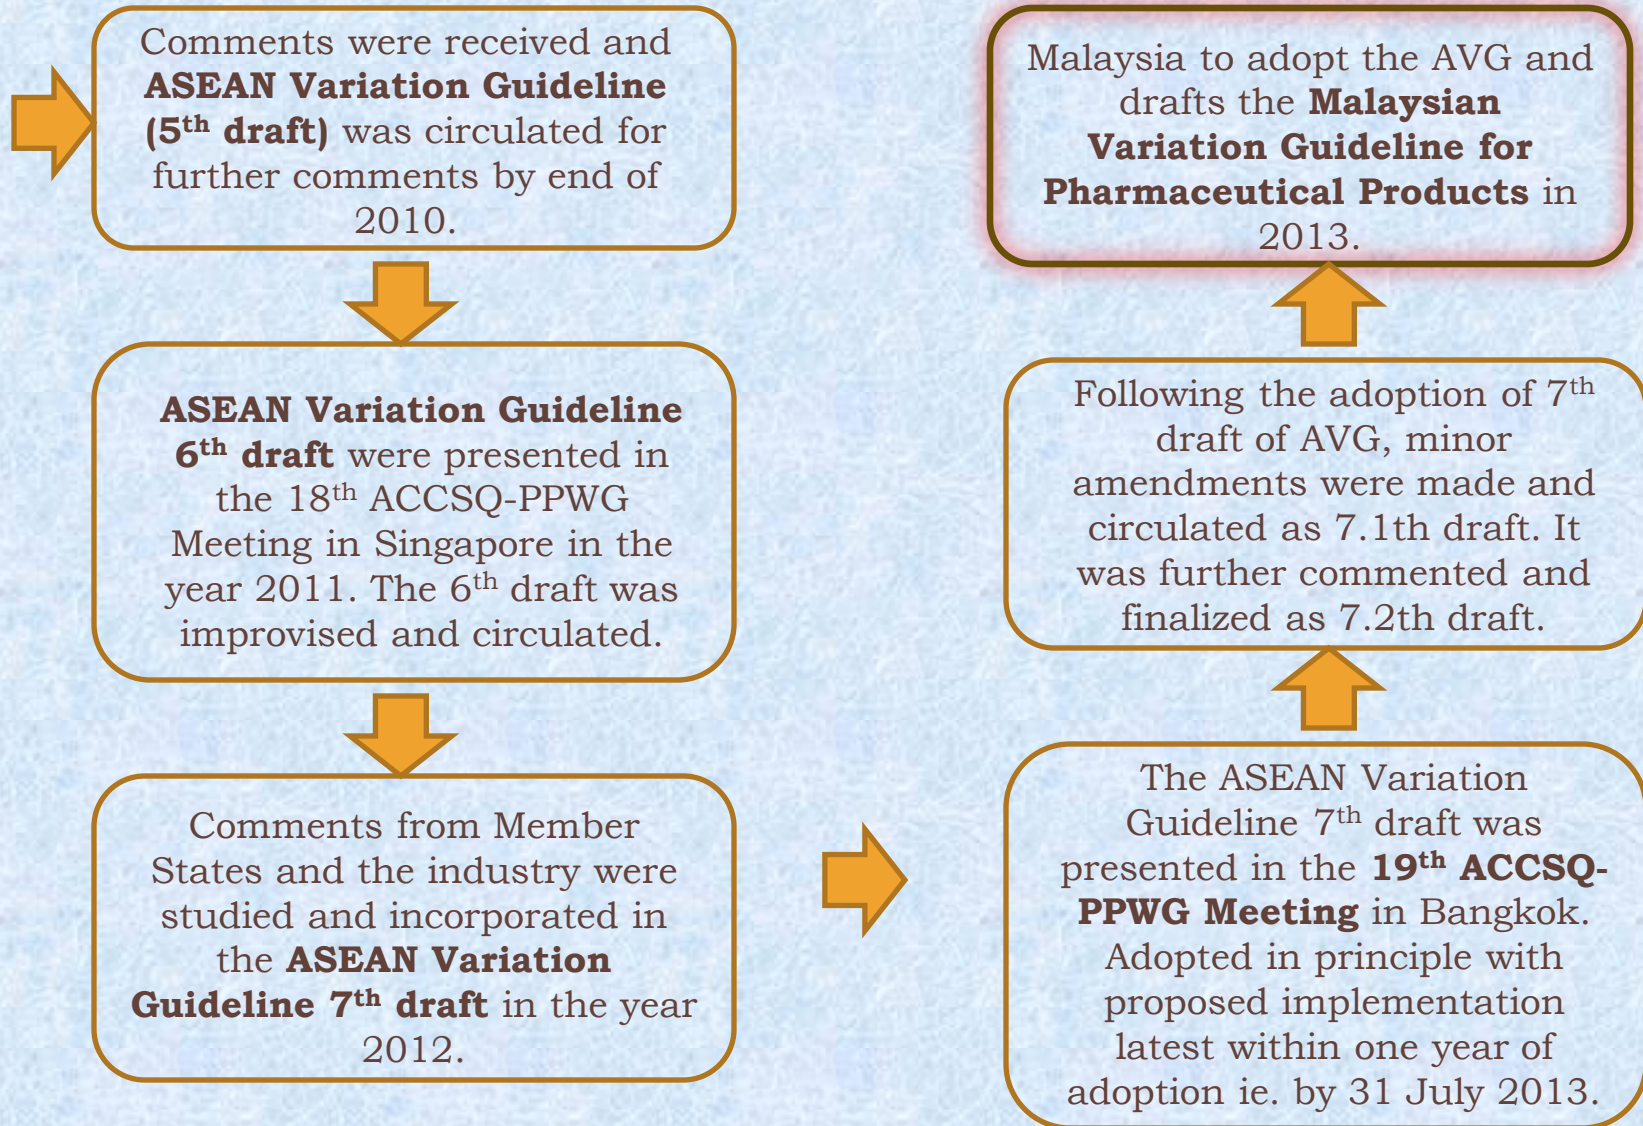 Comments were received and
ASEAN Variation Guideline
(5th draft) was circulated for
further comments by end of
2010.
ASEAN Variation Guideline
6th draft were presented in
the 18th ACCSQ-PPWG
Meeting in Singapore in the
year 2011. The 6th draft was
improvised and circulated.
Comments from Member
States and the industry were
studied and incorporated in
the ASEAN Variation
Guideline 7th draft in the year
2012.
The ASEAN Variation
Guideline 7th draft was
presented in the 19th ACCSQ-
PPWG Meeting in Bangkok.
Adopted in principle with
proposed implementation
latest within one year of
adoption ie. by 31 July 2013.
Following the adoption of 7th
draft of AVG, minor
amendments were made and
circulated as 7.1th draft. It
was further commented and
finalized as 7.2th draft.
Malaysia to adopt the AVG and
drafts the Malaysian
Variation Guideline for
Pharmaceutical Products in
2013.